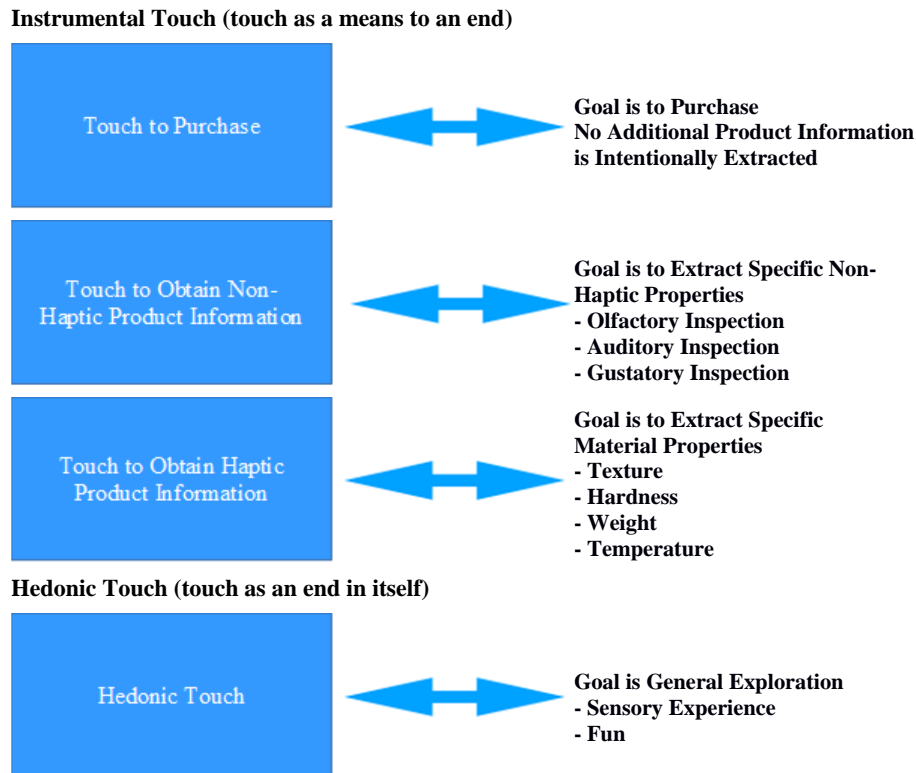 Instrumental Touch (touch as a means to an end)
Touch to Purchase
Goal is to Purchase
No Additional Product Information
is Intentionally Extracted
Touch to Obtain Non-
Haptic Product Information
Goal is to Extract Specific Non-
Haptic Properties
- Olfactory Inspection
- Auditory Inspection
- Gustatory Inspection
Touch to Obtain Haptic
Product Information
Goal is to Extract Specific
Material Properties
- Texture
- Hardness
- Weight
- Temperature
Hedonic Touch (touch as an end in itself)
Hedonic Touch
Goal is General Exploration
- Sensory Experience
- Fun